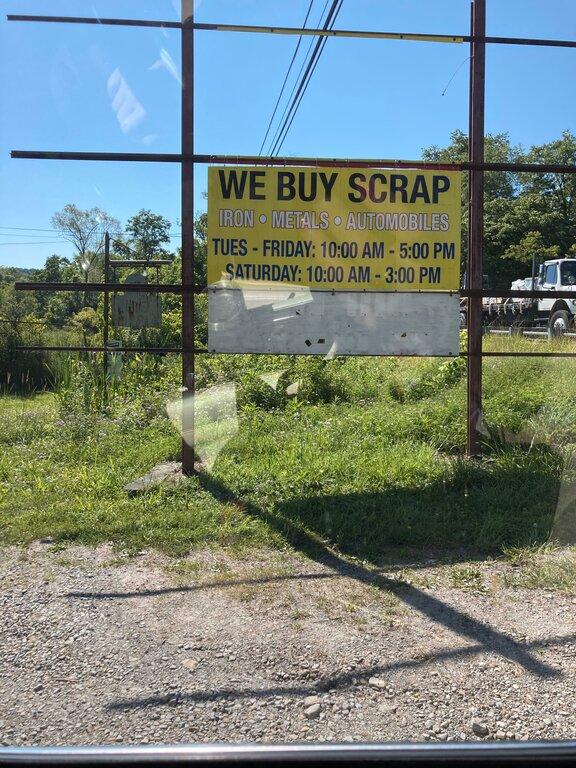 WE BUY SCRAP
IRON • METALS • AUTOMOBILES
TUES - FRIDAY: 10:00 AM - 5:00 PM
SATURDAY: 10:00 AM - 3:00 PM